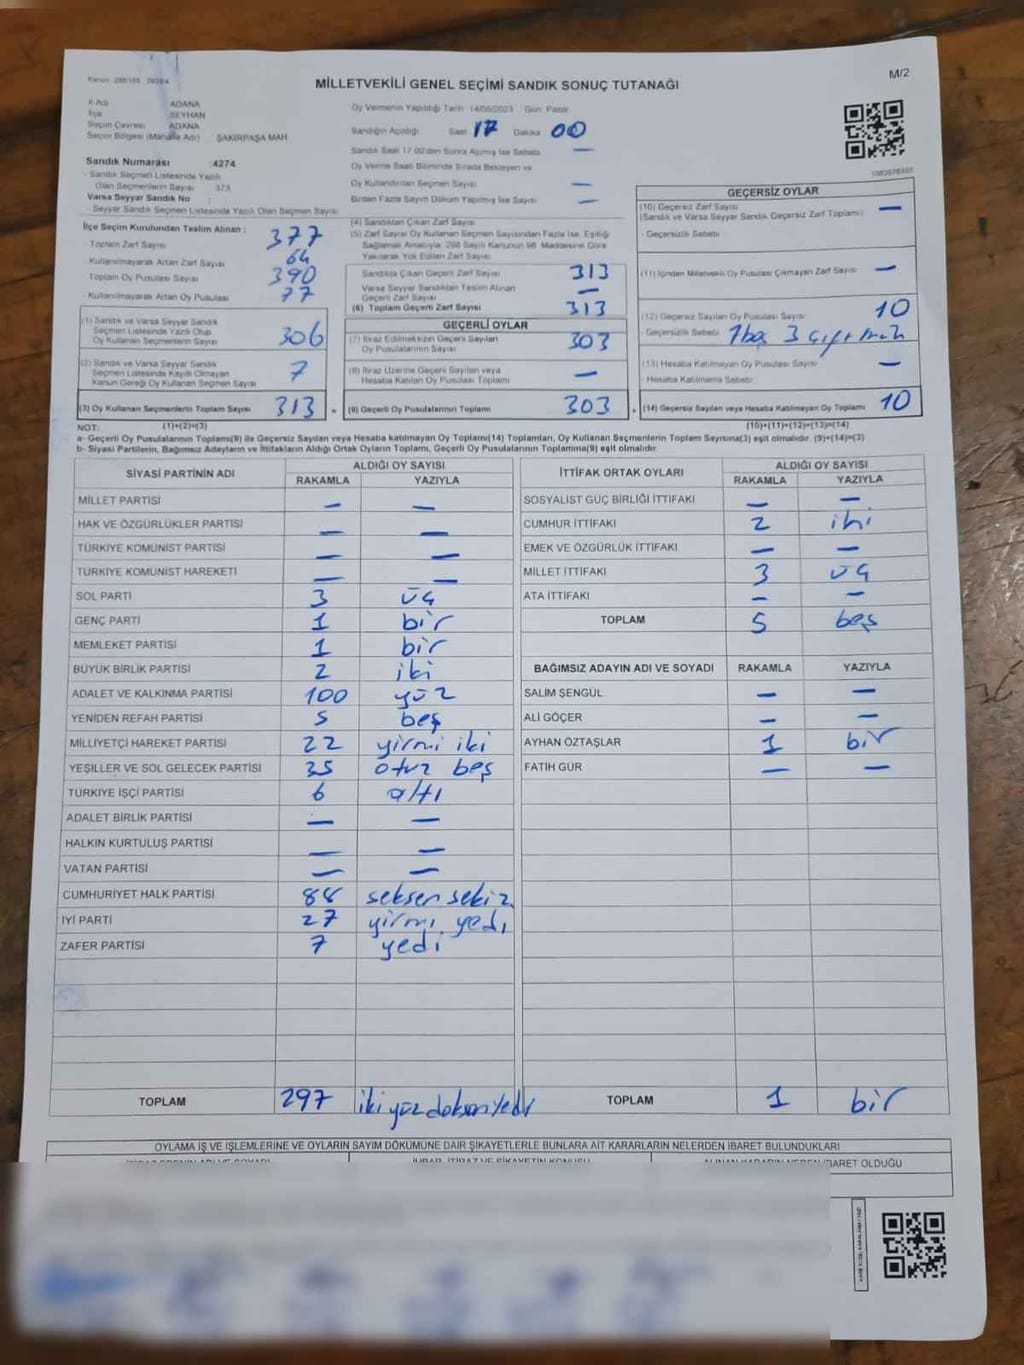 M/2
MİLLETVEKİLİ GENEL SEÇİMİ SANDIK SONUÇ TUTANAĞI
İl Adı : ADANA
İlçe : SEYHAN
Seçim Çevresi : ADANA
Seçim Bölgesi (Mahalle Adı) : ŞAKİRPAŞA MAH
Sandık Numarası :4274
- Sandık Seçmen Listesinde Yazılı
Olan Seçmenlerin Sayısı : 373
Varsa Seyyar Sandık No :
- Seyyar Sandık Seçmen Listesinde Yazılı Olan Seçmen Sayısı
İlçe Seçim Kurulundan Teslim Alınan :
- Toplam Zarf Sayısı 377
- Kullanılmayarak Artan Zarf Sayısı 64
Toplam Oy Pusulası Sayısı 390
- Kullanılmayarak Artan Oy Pusulası 77
(1) Sandık ve Varsa Seyyar Sandık
Seçmen Listesinde Yazılı Olup
Oy Kullanan Seçmenlerin Sayısı 306
(2) Sandık ve Varsa Seyyar Sandık
Seçmen Listesinde Kayıtlı Olmayan
Kanun Gereği Oy Kullanan Seçmen Sayısı 7
(3) Oy Kullanan Seçmenlerin Toplam Sayısı 313
(1)+(2)=(3)
Oy Vermenin Yapıldığı Tarih 14/05/2023 Gün: Pazar
Sandığın Açıldığı Saat 17 Dakika 00
Sandık Saat 17.00'den Sonra Açılmış İse Sebebi —
Oy Verme Saati Bitiminde Sırada Bekleyen ve
Oy Kullandırılan Seçmen Sayısı —
Birden Fazla Sayım Döküm Yapılmış İse Sayısı —
(4) Sandıktan Çıkan Zarf Sayısı
(5) Zarf Sayısı Oy Kullanan Seçmen Sayısından Fazla İse, Eşitliği
Sağlamak Amacıyla, 298 Sayılı Kanunun 98. Maddesine Göre
Yakılarak Yok Edilen Zarf Sayısı
Sandıkta Çıkan Geçerli Zarf Sayısı 313
Varsa Seyyar Sandıktan Teslim Alınan
Geçerli Zarf Sayısı —
(6) Toplam Geçerli Zarf Sayısı 313
GEÇERLİ OYLAR
(7) İtiraz Edilmeksizin Geçerli Sayılan
Oy Pusulalarının Sayısı 303
(8) İtiraz Üzerine Geçerli Sayılan veya
Hesaba Katılan Oy Pusulası Toplamı —
(9) Geçerli Oy Pusulalarının Toplamı 303
GEÇERSİZ OYLAR
(10) Geçersiz Zarf Sayısı —
(Sandık ve Varsa Seyyar Sandık Geçersiz Zarf Toplamı)
- Geçersizlik Sebebi
(11) İçinden Milletvekili Oy Pusulası Çıkmayan Zarf Sayısı —
(12) Geçersiz Sayılan Oy Pusulası Sayısı 10
Geçersizlik Sebebi 7 boş 3 çift
(13) Hesaba Katılmayan Oy Pusulası Sayısı —
- Hesaba Katılmama Sebebi
(14) Geçersiz Sayılan veya Hesaba Katılmayan Oy Toplamı 10
(10)+(11)+(12)+(13)=(14)
NOT:
a- Geçerli Oy Pusulalarının Toplamı(9) ile Geçersiz Sayılan veya Hesaba katılmayan Oy Toplamı(14) Toplamları, Oy Kullanan Seçmenlerin Toplam Sayısına(3) eşit olmalıdır. (9)+(14)=(3)
b- Siyasi Partilerin, Bağımsız Adayların ve İttifakların Aldığı Ortak Oyların Toplamı, Geçerli Oy Pusulalarının Toplamına(9) eşit olmalıdır.
SİYASİ PARTİNİN ADI ALDIĞI OY SAYISI
RAKAMLA YAZIYLA
MİLLET PARTİSİ — —
HAK VE ÖZGÜRLÜKLER PARTİSİ — —
TÜRKİYE KOMÜNİST PARTİSİ — —
TÜRKİYE KOMÜNİST HAREKETİ — —
SOL PARTİ 3 üç
GENÇ PARTİ 1 bir
MEMLEKET PARTİSİ 1 bir
BÜYÜK BİRLİK PARTİSİ 2 iki
ADALET VE KALKINMA PARTİSİ 100 yüz
YENİDEN REFAH PARTİSİ 5 beş
MİLLİYETÇİ HAREKET PARTİSİ 22 yirmi iki
YEŞİLLER VE SOL GELECEK PARTİSİ 35 otuz beş
TÜRKİYE İŞÇİ PARTİSİ 6 altı
ADALET BİRLİK PARTİSİ — —
HALKIN KURTULUŞ PARTİSİ — —
VATAN PARTİSİ — —
CUMHURİYET HALK PARTİSİ 88 seksen sekiz
İYİ PARTİ 27 yirmi yedi
ZAFER PARTİSİ 7 yedi
TOPLAM 297 iki yüz doksan yedi
İTTİFAK ORTAK OYLARI ALDIĞI OY SAYISI
RAKAMLA YAZIYLA
SOSYALİST GÜÇ BİRLİĞİ İTTİFAKI — —
CUMHUR İTTİFAKI 2 iki
EMEK VE ÖZGÜRLÜK İTTİFAKI — —
MİLLET İTTİFAKI 3 üç
ATA İTTİFAKI — —
TOPLAM 5 beş
BAĞIMSIZ ADAYIN ADI VE SOYADI RAKAMLA YAZIYLA
SALİM ŞENGÜL — —
ALİ GÖÇER — —
AYHAN ÖZTAŞLAR 1 bir
FATİH GÜR — —
TOPLAM 1 bir
OYLAMA İŞ VE İŞLEMLERİNE VE OYLARIN SAYIM DÖKÜMÜNE DAİR ŞİKAYETLERLE BUNLARA AİT KARARLARIN NELERDEN İBARET BULUNDUKLARI